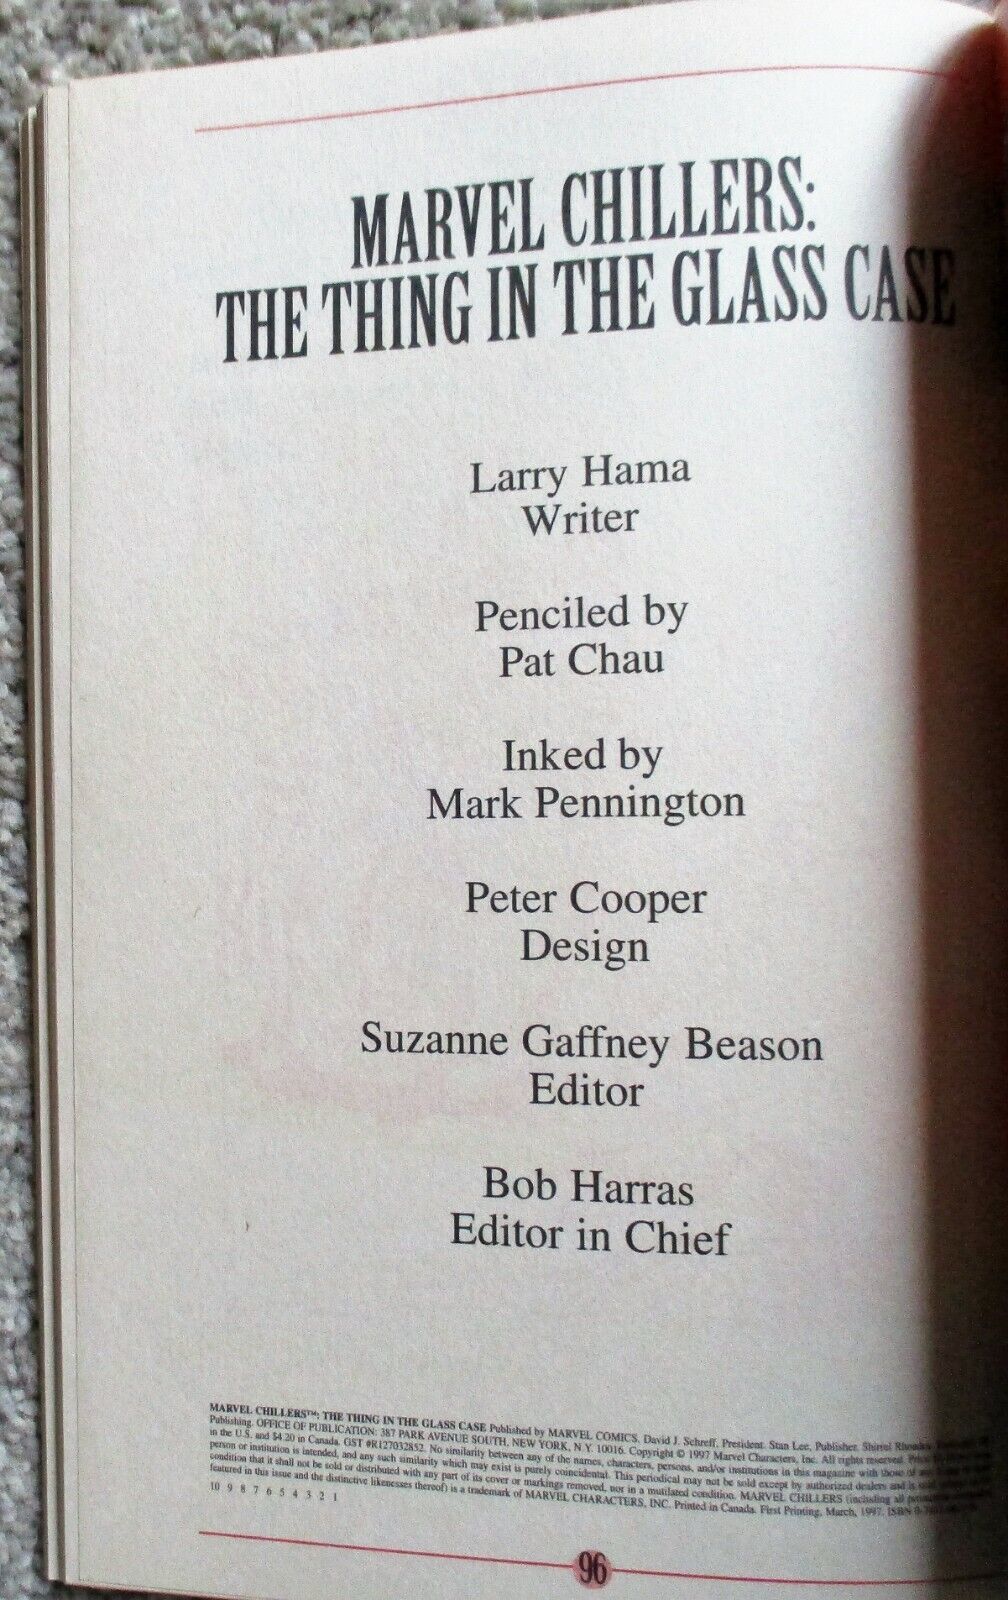 MARVEL CHILLERS:
THE THING IN THE GLASS CASE
Larry Hama
Writer
Penciled by
Pat Chau
Inked by
Mark Pennington
Peter Cooper
Design
Suzanne Gaffney Beason
Editor
Bob Harras
Editor in Chief
MARVEL CHILLERS™: THE THING IN THE GLASS CASE Published by MARVEL COMICS, David J. Schreff, President. Stan Lee, Publisher. Shirrel Rhoades,
Publishing. OFFICE OF PUBLICATION: 387 PARK AVENUE SOUTH, NEW YORK, N.Y. 10016. Copyright © 1997 Marvel Characters, Inc. All rights reserved.
in the U.S. and $4.20 in Canada. GST #R127032852. No similarity between any of the names, characters, persons, and/or institutions in this magazine with those of any
person or institution is intended, and any such similarity which may exist is purely coincidental. This periodical may not be sold except by authorized dealers and is sold
condition that it shall not be sold or distributed with any part of its cover or markings removed, nor in a mutilated condition. MARVEL CHILLERS (including all
featured in this issue and the distinctive likenesses thereof) is a trademark of MARVEL CHARACTERS, INC. Printed in Canada. First Printing, March, 1997. ISBN
10 9 8 7 6 5 4 3 2 1
96